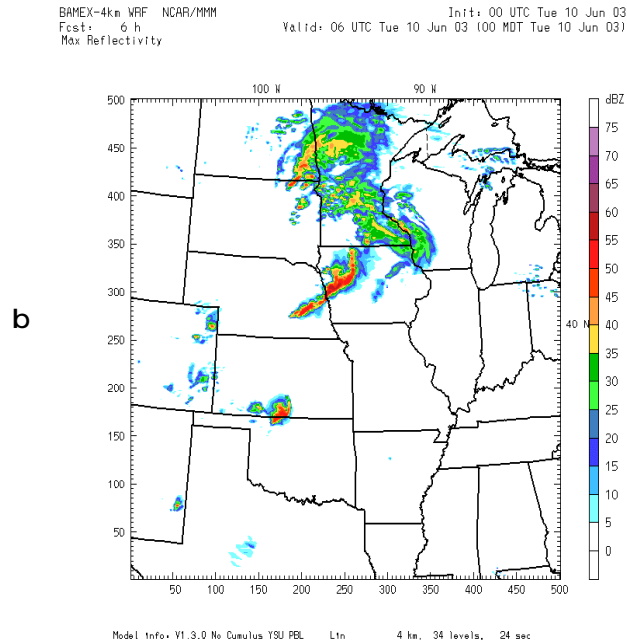 BAMEX-4km WRF NCAR/MMM Init: 00 UTC Tue 10 Jun 03
Fcst: 6 h Valid: 06 UTC Tue 10 Jun 03 (00 MDT Tue 10 Jun 03)
Max Reflectivity
100 W 90 W
dBZ
500
450
400
350
300
250
200
150
100
50
75
70
65
60
55
50
45
40
35
30
25
20
15
10
5
0
40 N
b
50 100 150 200 250 300 350 400 450 500
Model info: V1.3.0 No Cumulus YSU PBL Lin 4 km, 34 levels, 24 sec